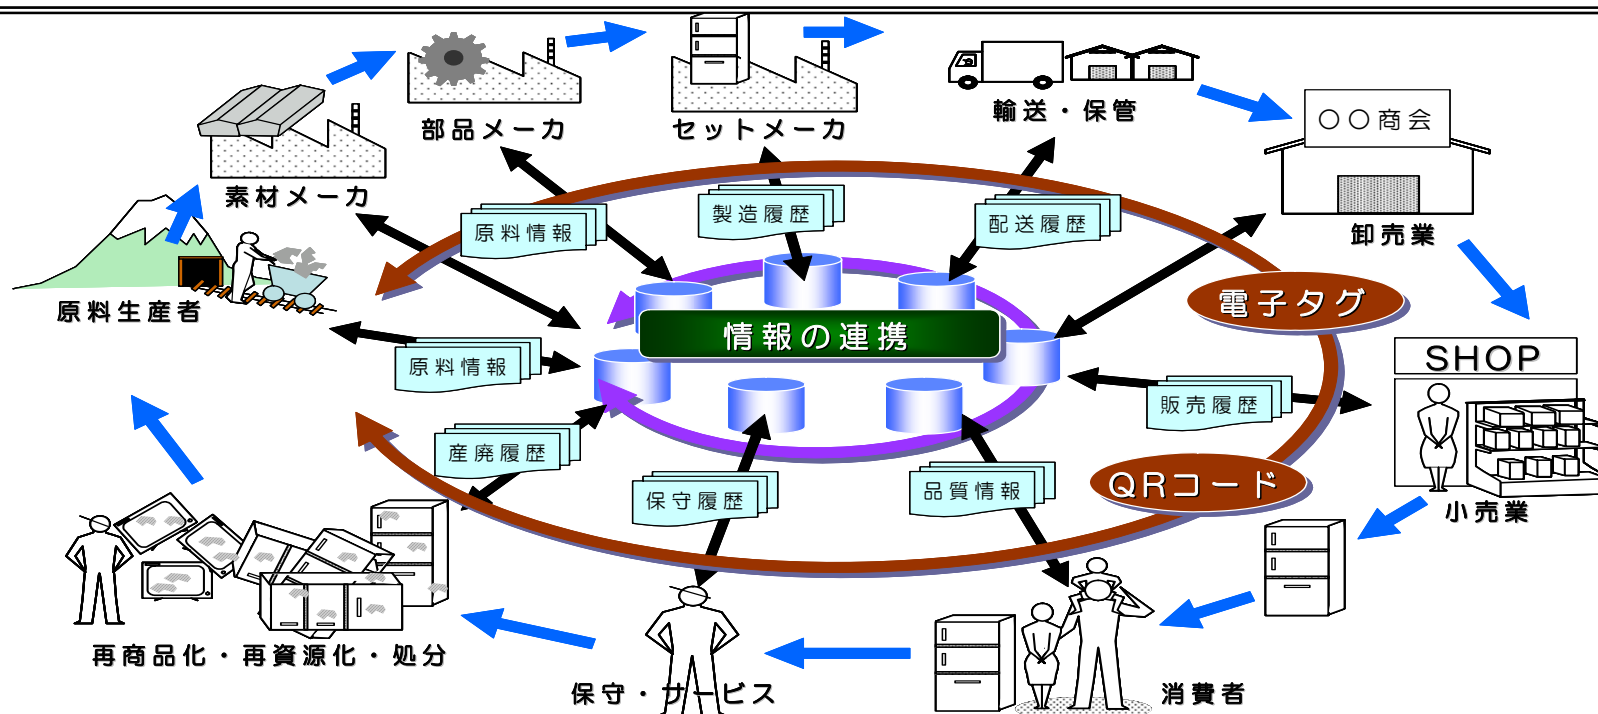 部品メーカ
セットメーカ
輸送・保管
〇〇商会
素材メーカ
卸売業
原料情報
製造履歴
配送履歴
原料生産者
電子タグ
情報の連携
SHOP
原料情報
販売履歴
産廃履歴
保守履歴
品質情報
QRコード
小売業
再商品化・再資源化・処分
保守・サービス
消費者